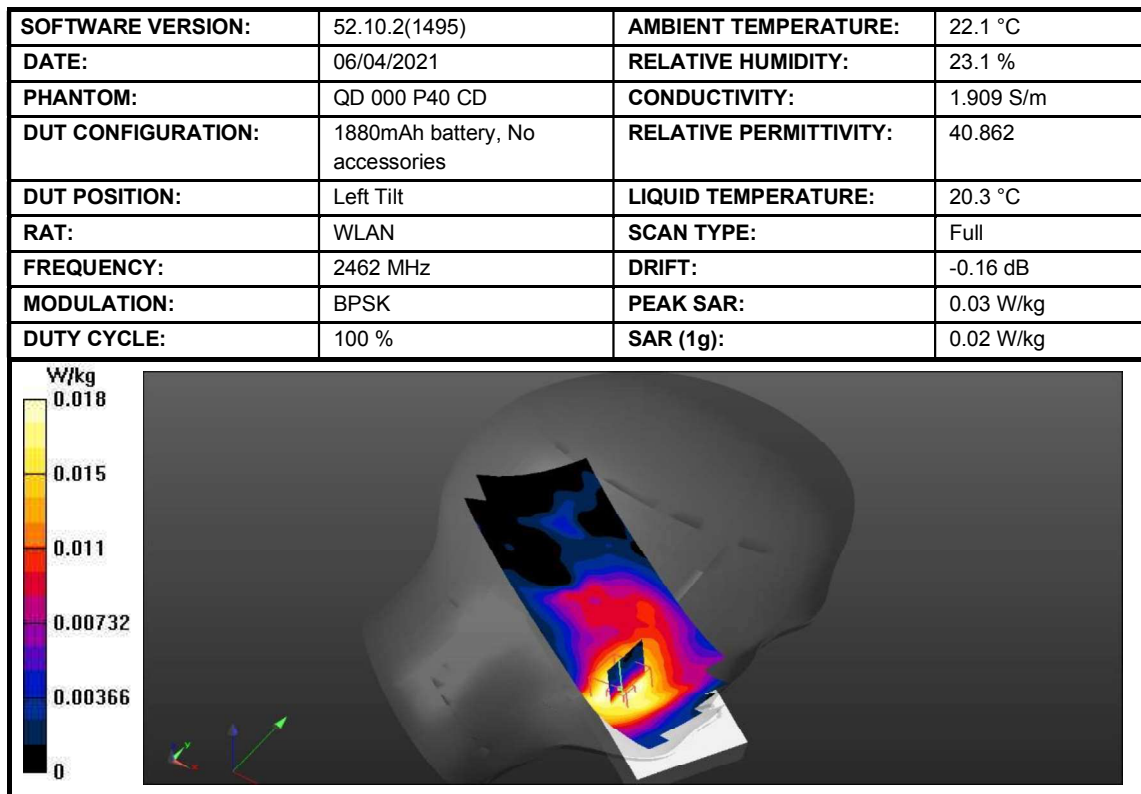 SOFTWARE VERSION: 52.10.2(1495) AMBIENT TEMPERATURE: 22.1 °C
DATE: 06/04/2021 RELATIVE HUMIDITY: 23.1 %
PHANTOM: QD 000 P40 CD CONDUCTIVITY: 1.909 S/m
DUT CONFIGURATION: 1880mAh battery, No RELATIVE PERMITTIVITY: 40.862
accessories
DUT POSITION: Left Tilt LIQUID TEMPERATURE: 20.3 °C
RAT: WLAN SCAN TYPE: Full
FREQUENCY: 2462 MHz DRIFT: -0.16 dB
MODULATION: BPSK PEAK SAR: 0.03 W/kg
DUTY CYCLE: 100 % SAR (1g): 0.02 W/kg
W/kg
0.018
0.015
0.011
0.00732
0.00366
0